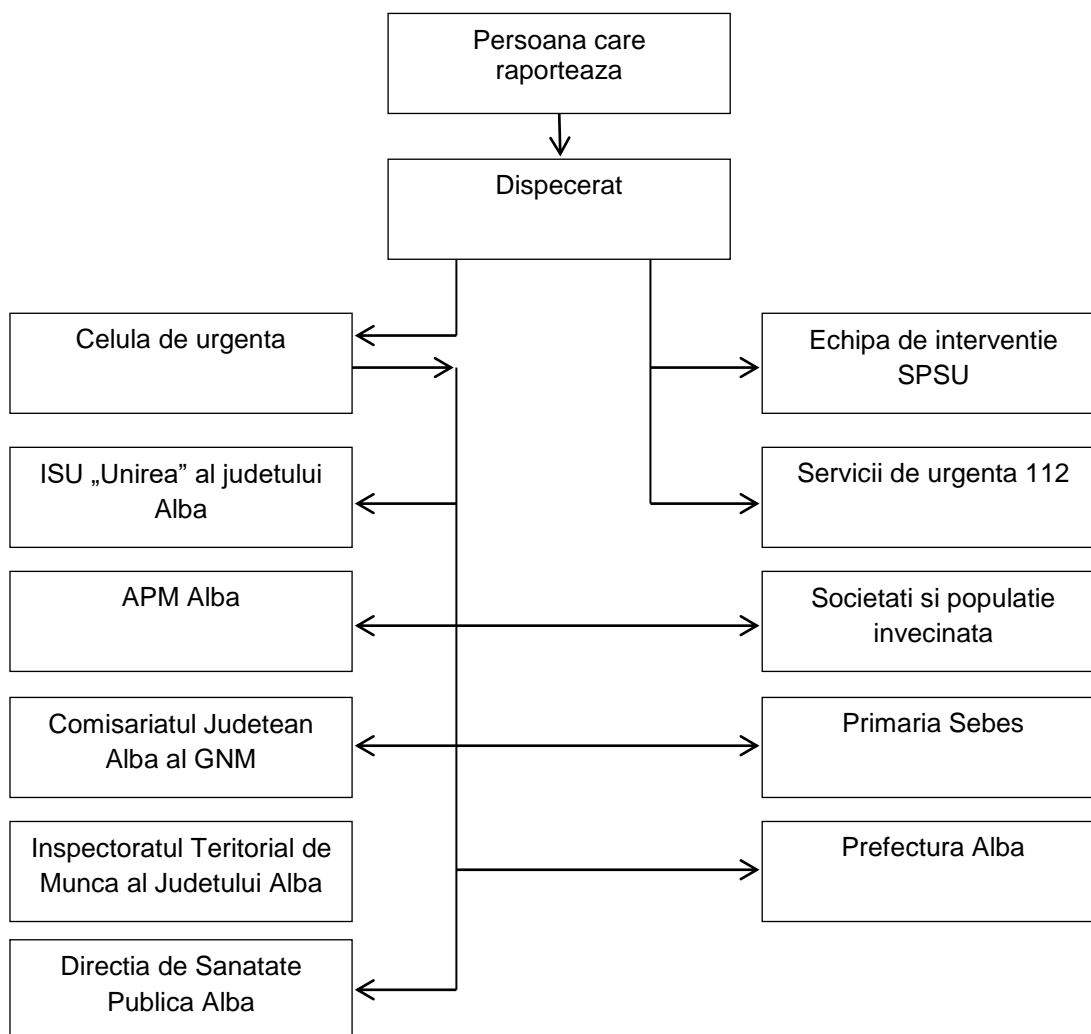 Persoana care
raporteaza
Dispecerat
Celula de urgenta
Echipa de interventie
SPSU
ISU „Unirea” al judetului
Alba
Servicii de urgenta 112
APM Alba
Societati si populatie
invecinata
Comisariatul Judetean
Alba al GNM
Primaria Sebes
Inspectoratul Teritorial de
Munca al Judetului Alba
Prefectura Alba
Directia de Sanatate
Publica Alba